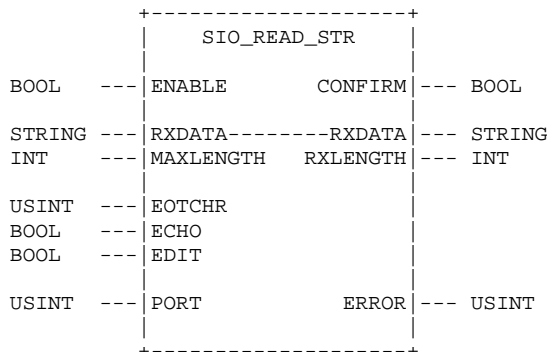 SIO_READ_STR
BOOL ---|ENABLE CONFIRM|--- BOOL
STRING ---|RXDATA--------RXDATA|--- STRING
INT ---|MAXLENGTH RXLENGTH|--- INT
USINT ---|EOTCHR
BOOL ---|ECHO
BOOL ---|EDIT
USINT ---|PORT ERROR|--- USINT